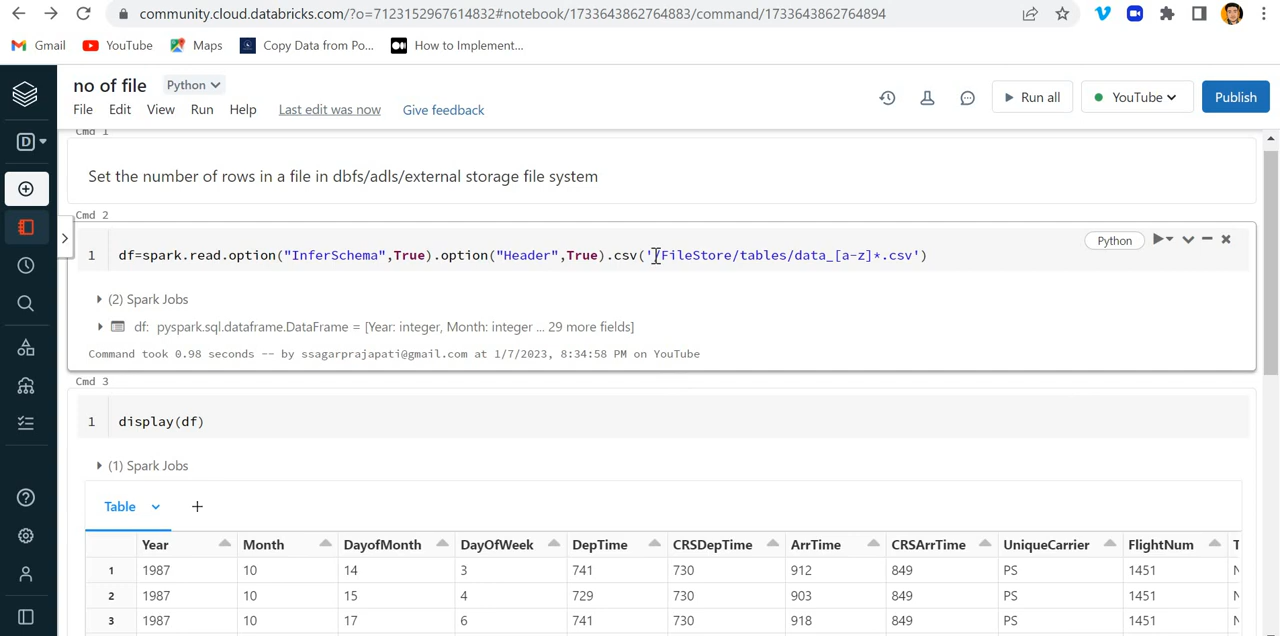 community.cloud.databricks.com/?o=7123152967614832#notebook/1733643862764883/command/1733643862764894
Gmail YouTube Maps Copy Data from Po... How to Implement...
no of file Python
File Edit View Run Help Last edit was now Give feedback
Run all YouTube Publish
D
Cmd 1
Set the number of rows in a file in dbfs/adls/external storage file system
Cmd 2
Python
1 df=spark.read.option("InferSchema",True).option("Header",True).csv('/FileStore/tables/data_[a-z]*.csv')
(2) Spark Jobs
df: pyspark.sql.dataframe.DataFrame = [Year: integer, Month: integer ... 29 more fields]
Command took 0.98 seconds -- by ssagarprajapati@gmail.com at 1/7/2023, 8:34:58 PM on YouTube
Cmd 3
1 display(df)
(1) Spark Jobs
Table +
Year Month DayofMonth DayOfWeek DepTime CRSDepTime ArrTime CRSArrTime UniqueCarrier FlightNum T
1 1987 10 14 3 741 730 912 849 PS 1451 N
2 1987 10 15 4 729 730 903 849 PS 1451 N
3 1987 10 17 6 741 730 918 849 PS 1451 N